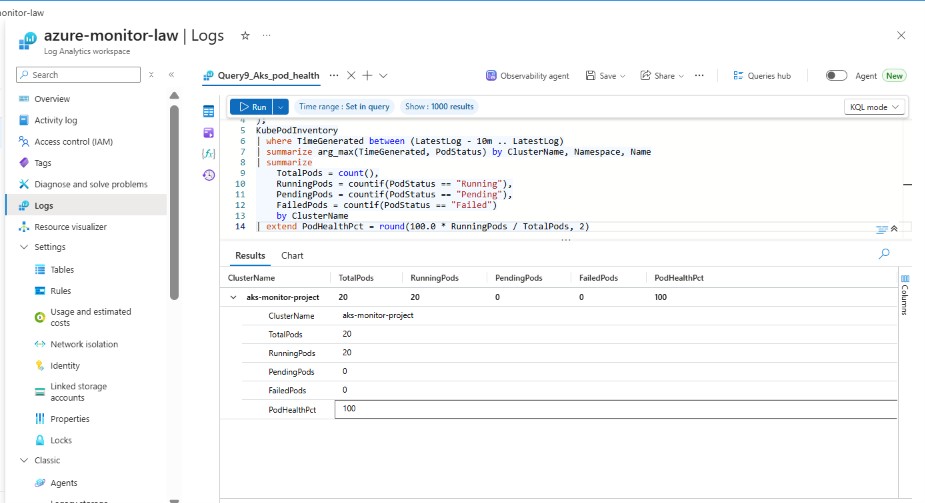 onitor-law
azure-monitor-law | Logs ☆ ...
Log Analytics workspace
Search
Overview
Activity log
Access control (IAM)
Tags
Diagnose and solve problems
Logs
Resource visualizer
Settings
Tables
Rules
Usage and estimated
costs
Network isolation
Identity
Linked storage
accounts
Properties
Locks
Classic
Agents
Query9_Aks_pod_health ... Observability agent Save Share ... Queries hub Agent New
Run Time range : Set in query Show : 1000 results KQL mode
4 );
5 KubePodInventory
6 | where TimeGenerated between (LatestLog - 10m .. LatestLog)
7 | summarize arg_max(TimeGenerated, PodStatus) by ClusterName, Namespace, Name
8 | summarize
9 TotalPods = count(),
10 RunningPods = countif(PodStatus == "Running"),
11 PendingPods = countif(PodStatus == "Pending"),
12 FailedPods = countif(PodStatus == "Failed")
13 by ClusterName
14 | extend PodHealthPct = round(100.0 * RunningPods / TotalPods, 2)
Results Chart
ClusterName TotalPods RunningPods PendingPods FailedPods PodHealthPct
aks-monitor-project 20 20 0 0 100
ClusterName aks-monitor-project
TotalPods 20
RunningPods 20
PendingPods 0
FailedPods 0
PodHealthPct 100
Columns